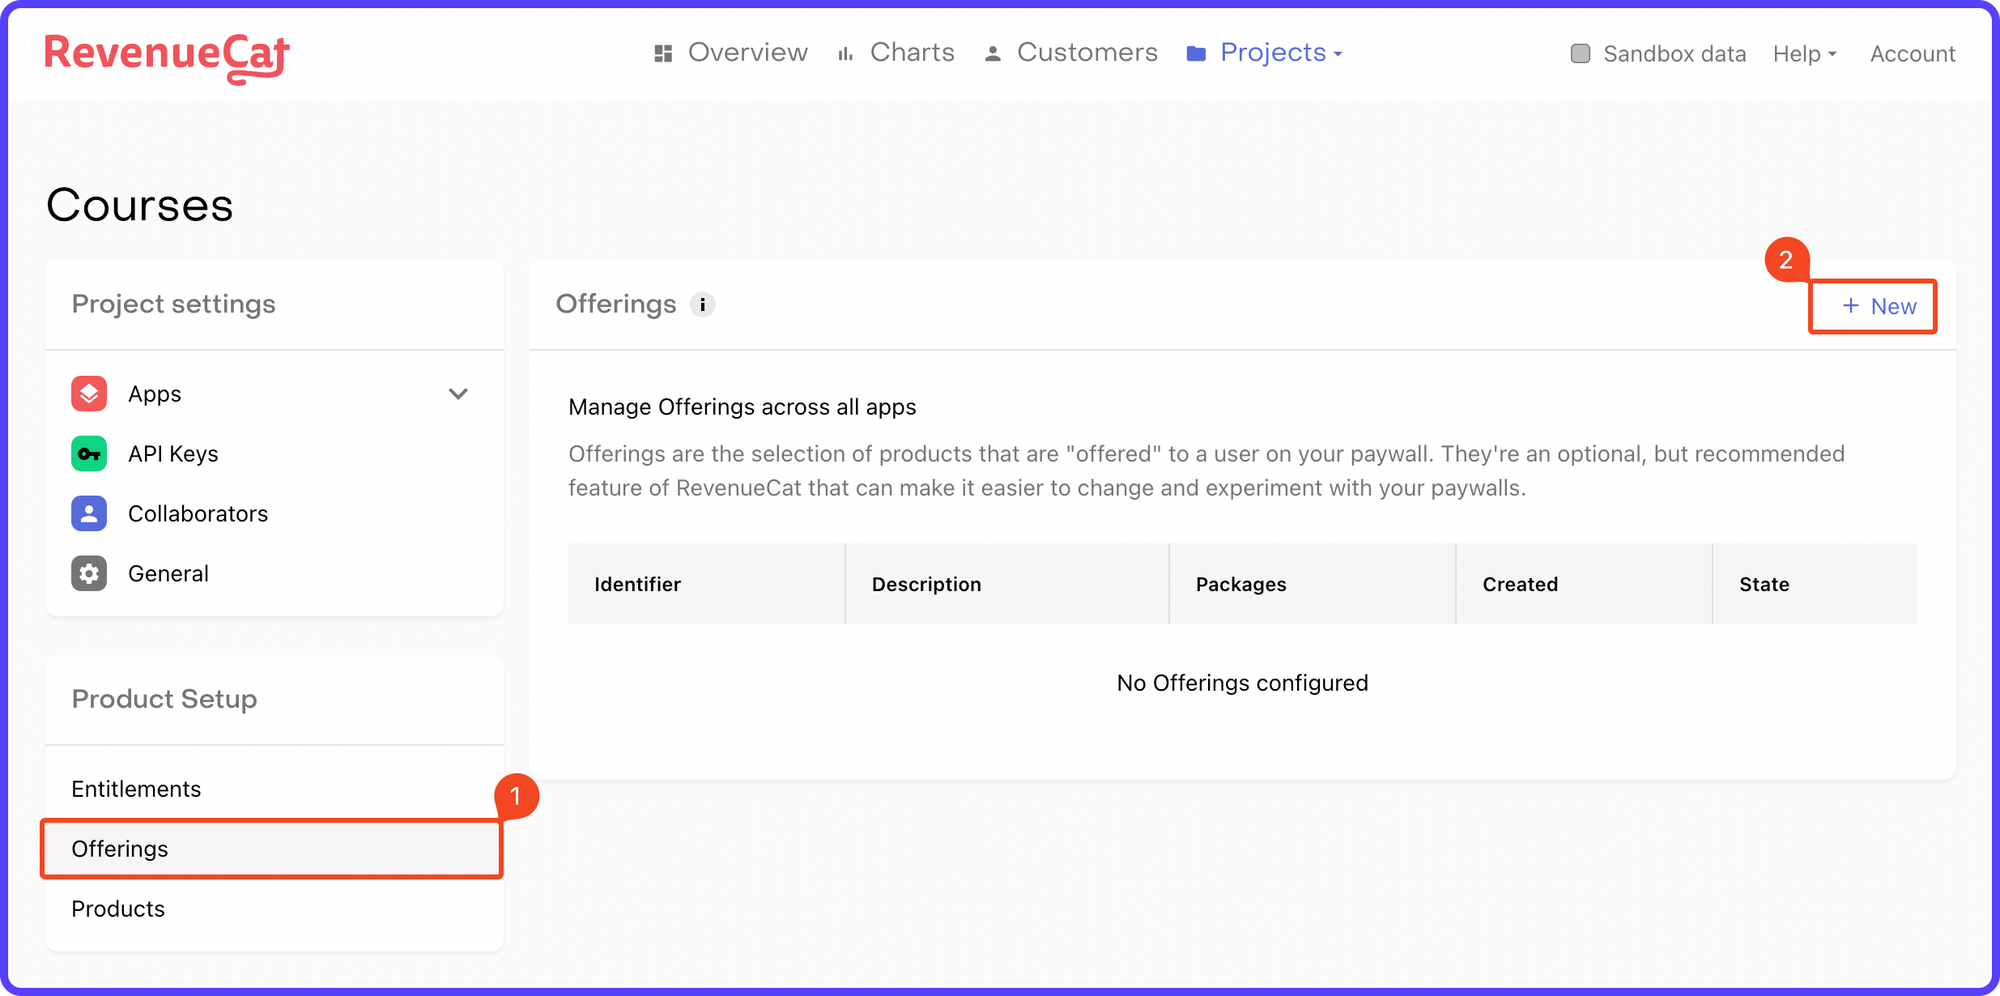 RevenueCat
Overview
Charts
Customers
Projects
Sandbox data
Help
Account
Courses
Project settings
Apps
API Keys
Collaborators
General
Product Setup
Entitlements
1
Offerings
Products
Offerings i
2
+ New
Manage Offerings across all apps
Offerings are the selection of products that are "offered" to a user on your paywall. They're an optional, but recommended
feature of RevenueCat that can make it easier to change and experiment with your paywalls.
Identifier Description Packages Created State
No Offerings configured